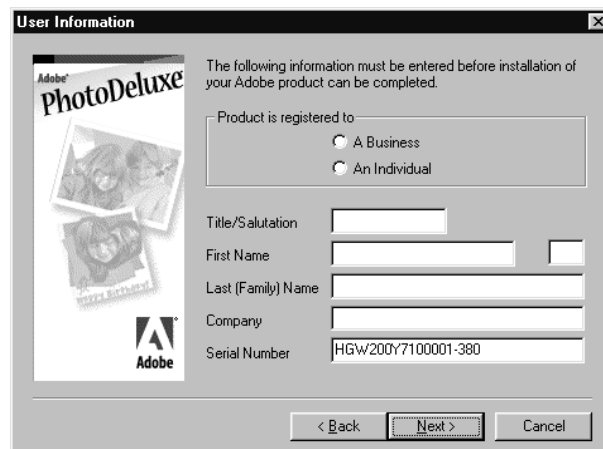 User Information
Adobe
PhotoDeluxe
Happy Birthday!
Adobe
The following information must be entered before installation of
your Adobe product can be completed.
Product is registered to
A Business
An Individual
Title/Salutation
First Name
Last (Family) Name
Company
Serial Number HGW200Y7100001-380
< Back Next > Cancel